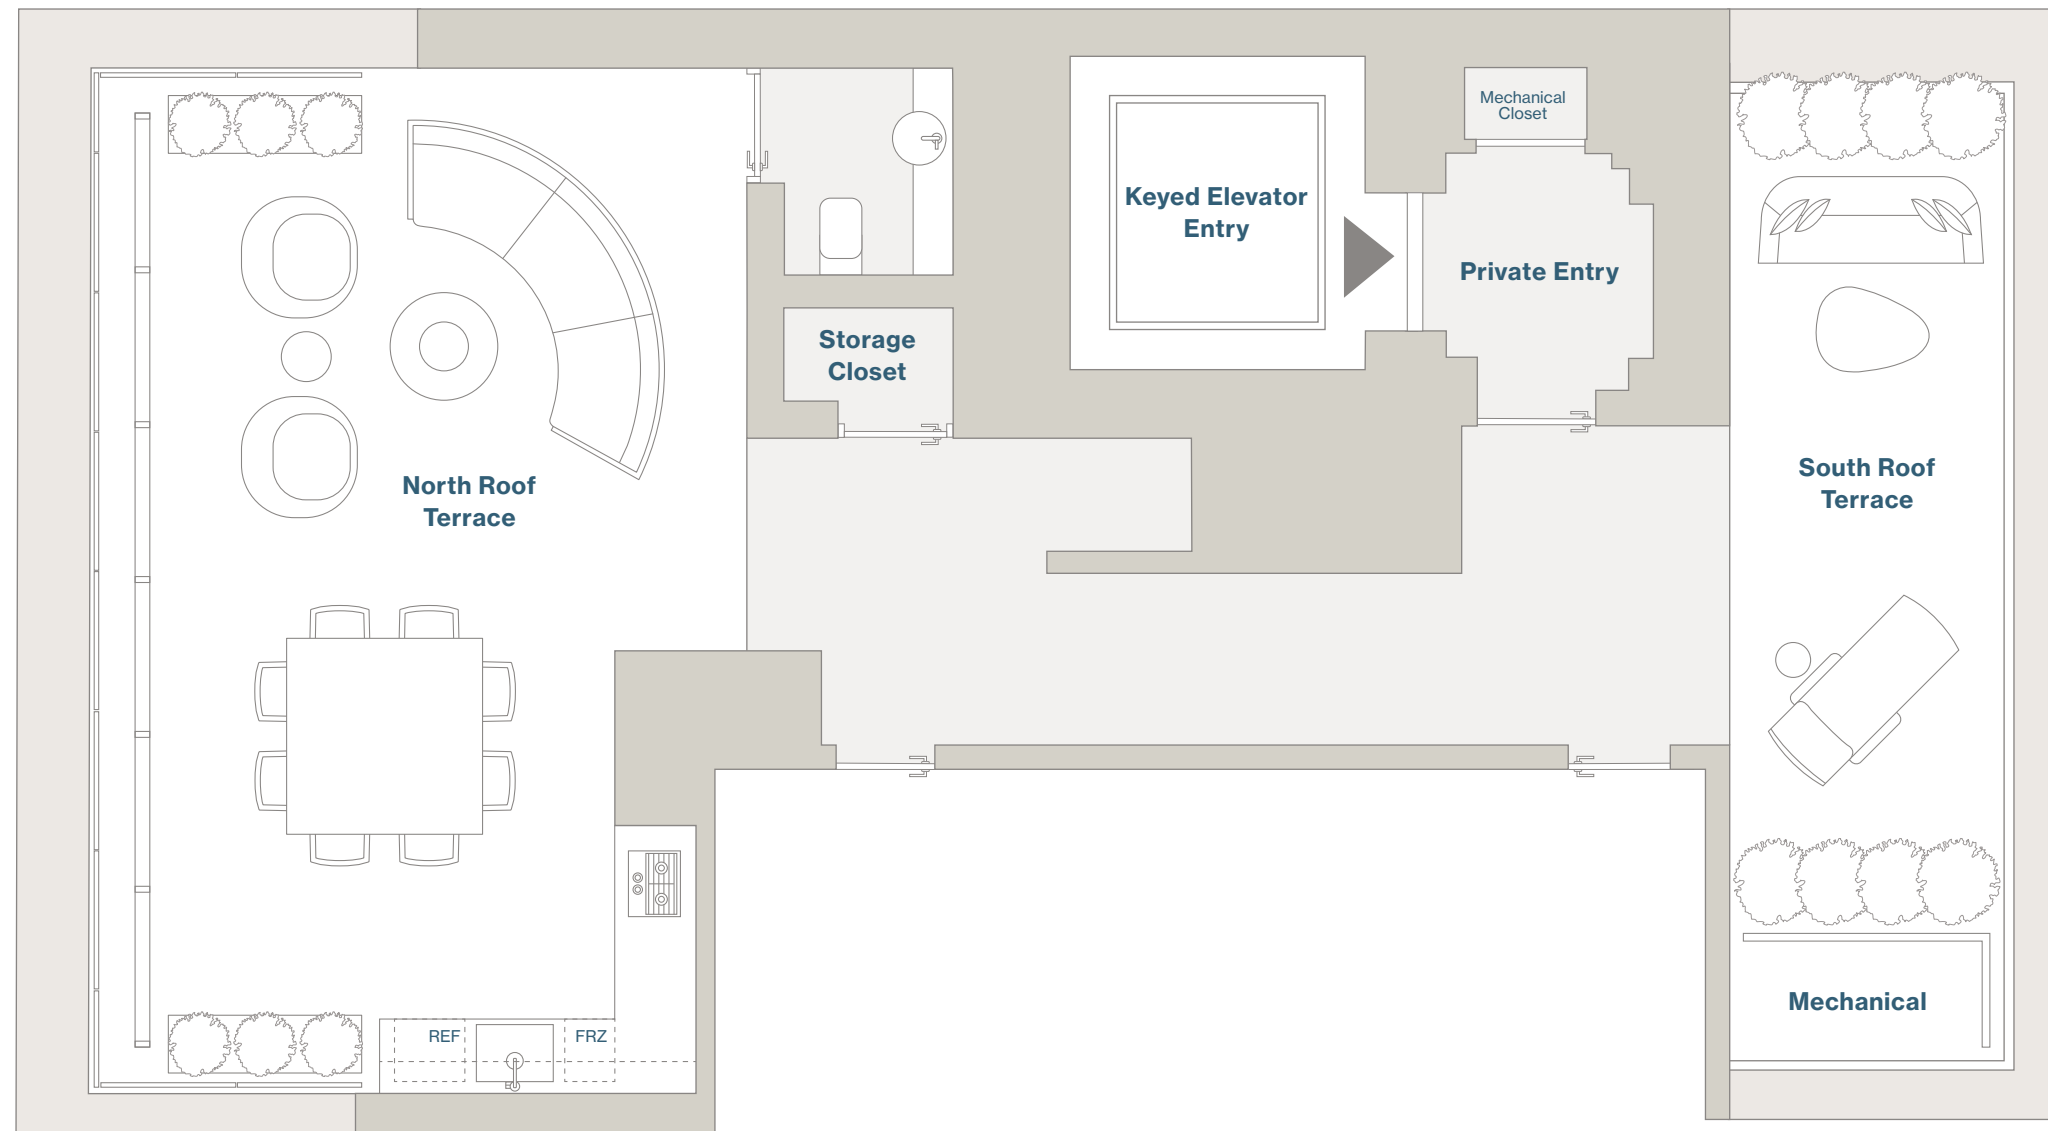 Mechanical
Closet
Keyed Elevator
Entry
Private Entry
Storage
Closet
North Roof
Terrace
South Roof
Terrace
Mechanical
REF
FRZ